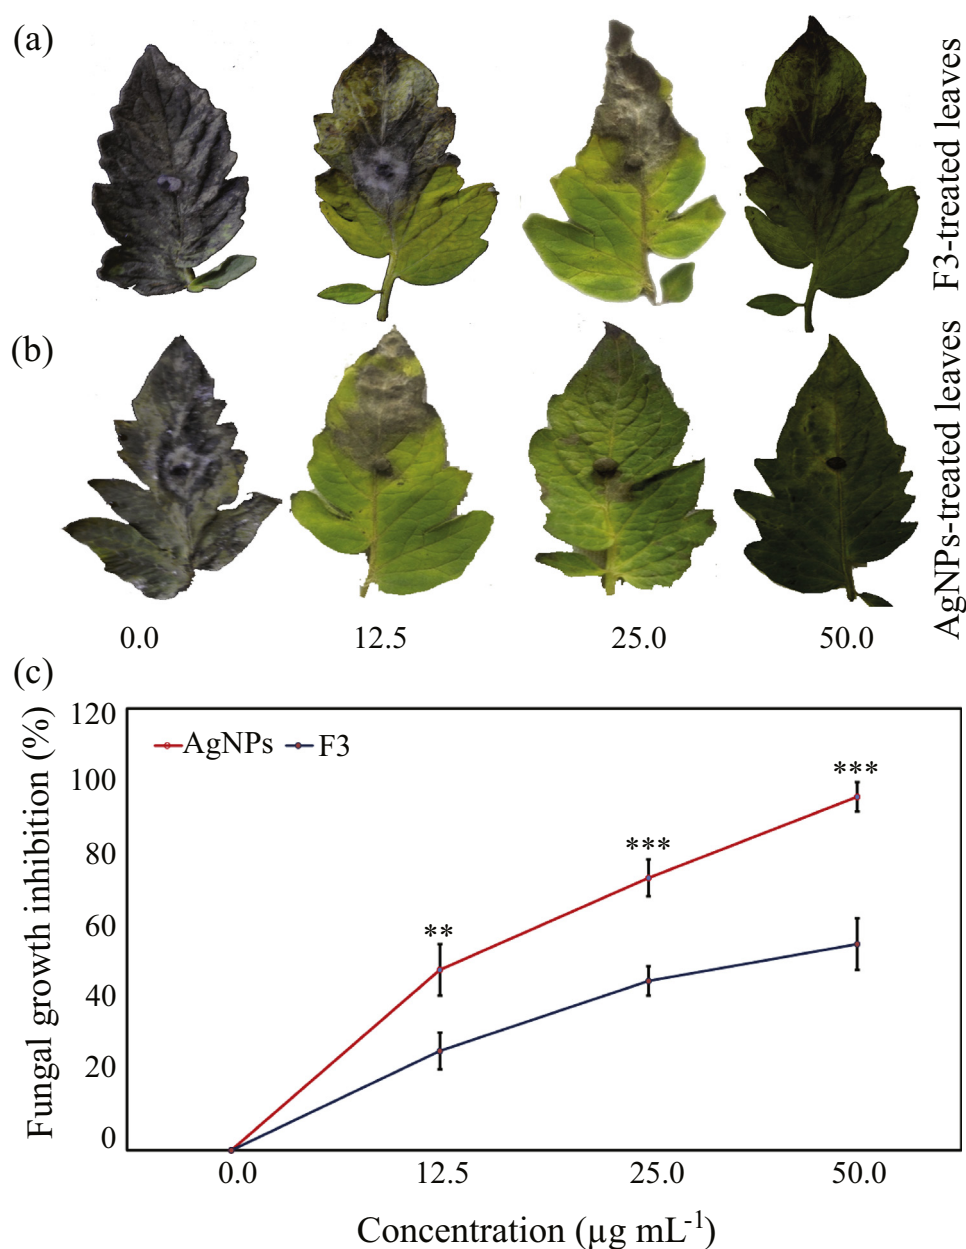 (a)
F3-treated leaves
(b)
AgNPs-treated leaves
0.0 12.5 25.0 50.0
(c)
Fungal growth inhibition (%)
120
100
80
60
40
20
0
AgNPs F3
**
***
***
0.0 12.5 25.0 50.0
Concentration (µg mL⁻¹)